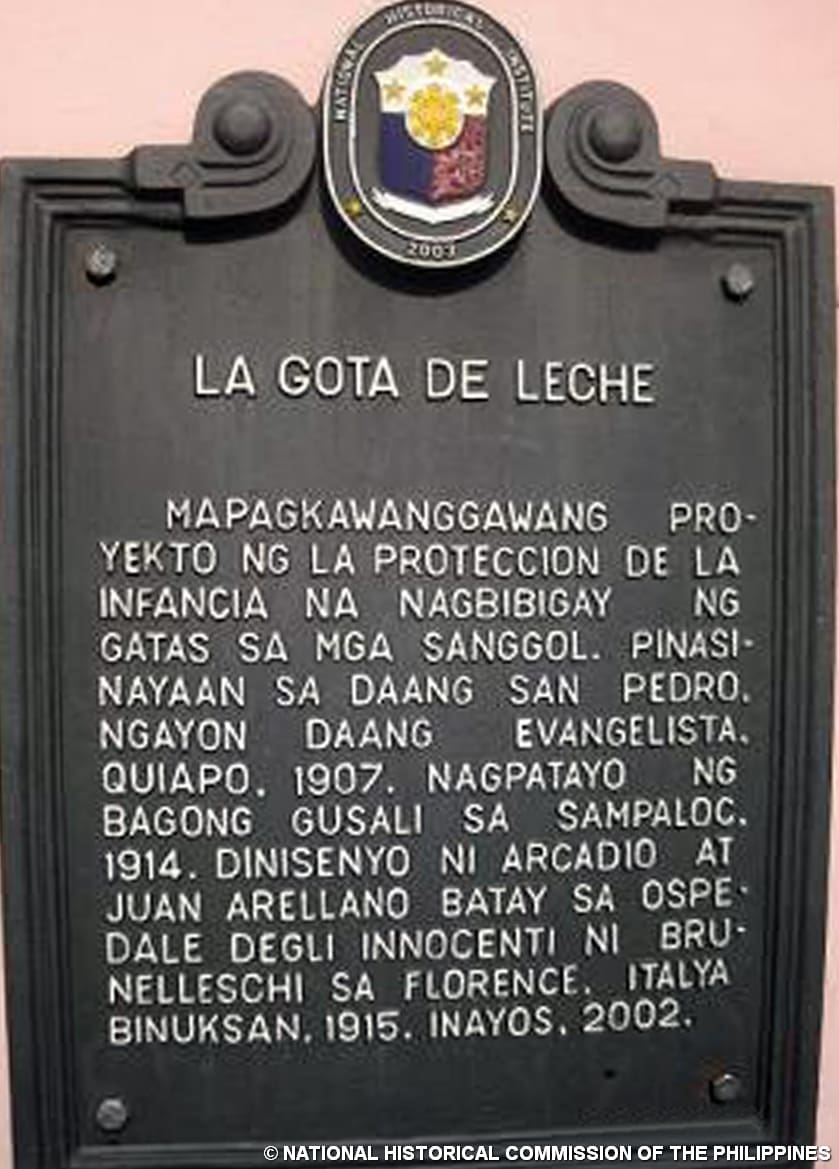 NATIONAL HISTORICAL INSTITUTE
2003
LA GOTA DE LECHE
MAPAGKAWANGGAWANG PRO-
YEKTO NG LA PROTECCION DE LA
INFANCIA NA NAGBIBIGAY NG
GATAS SA MGA SANGGOL. PINASI-
NAYAAN SA DAANG SAN PEDRO,
NGAYON DAANG EVANGELISTA,
QUIAPO, 1907. NAGPATAYO NG
BAGONG GUSALI SA SAMPALOC,
1914. DINISENYO NI ARCADIO AT
JUAN ARELLANO BATAY SA OSPE-
DALE DEGLI INNOCENTI NI BRU-
NELLESCHI SA FLORENCE, ITALYA
BINUKSAN, 1915. INAYOS, 2002.
© NATIONAL HISTORICAL COMMISSION OF THE PHILIPPINES